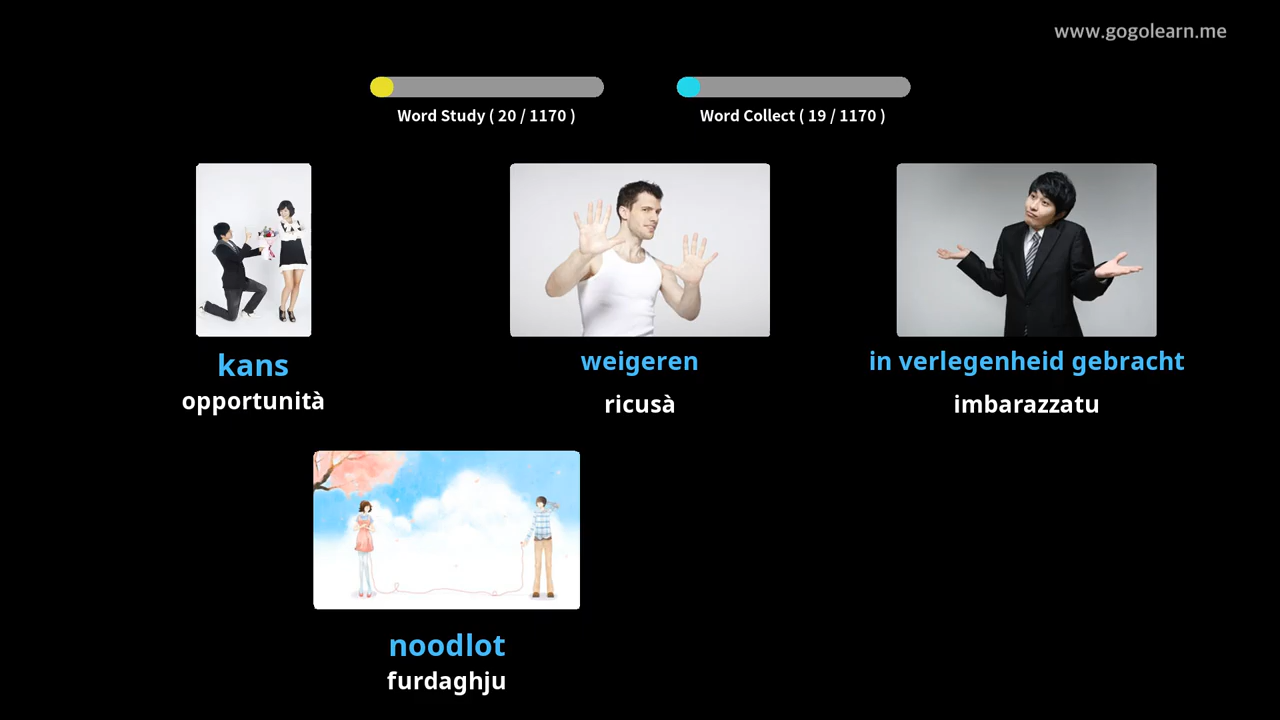 www.gogolearn.me
Word Study ( 20 / 1170 )
Word Collect ( 19 / 1170 )
kans
opportunità
weigeren
ricusà
in verlegenheid gebracht
imbarazzatu
noodlot
furdaghju